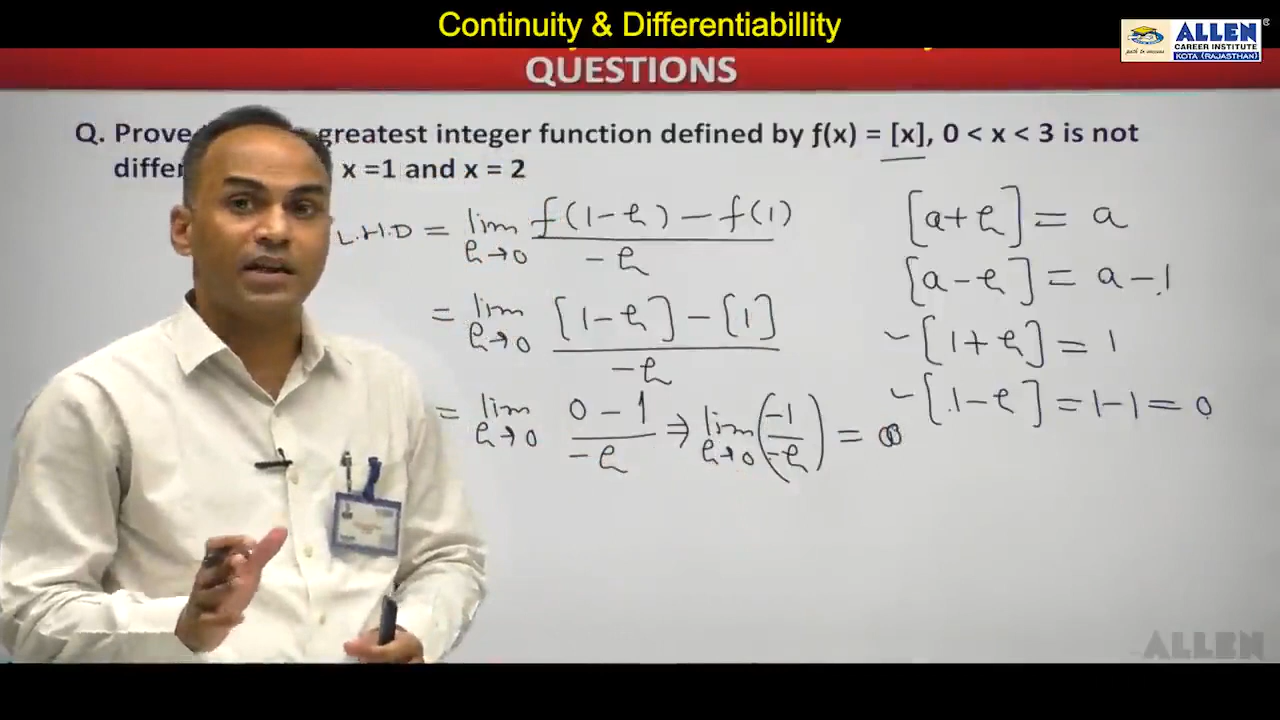 Continuity & Differentiabillity
ALLEN
CAREER INSTITUTE
KOTA (RAJASTHAN)
QUESTIONS
Q. Prove greatest integer function defined by ƒ(x) = [x], 0 < x < 3 is not
differ x =1 and x = 2
L.H.D = lim h→0 f(1-h) - f(1) / -h
= lim h→0 [1-h] - [1] / -h
= lim h→0 0-1 / -h ⇒ lim h→0 (-1 / -h) = ∞
[a+h] = a
[a-h] = a-1
[1+h] = 1
[1-h] = 1-1 = 0
ALLEN